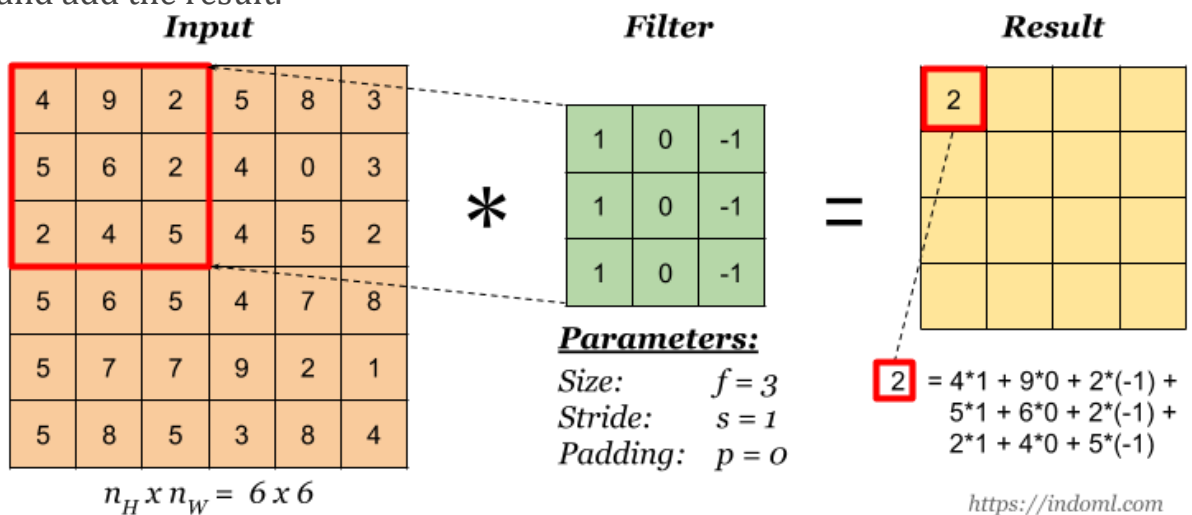 and add the result.
Input
Filter
Result
4 9 2 5 8 3
5 6 2 4 0 3
2 4 5 4 5 2
5 6 5 4 7 8
5 7 7 9 2 1
5 8 5 3 8 4
n_H x n_W = 6 x 6
*
1 0 -1
1 0 -1
1 0 -1
Parameters:
Size: f = 3
Stride: s = 1
Padding: p = 0
=
2
2 = 4*1 + 9*0 + 2*(-1) +
5*1 + 6*0 + 2*(-1) +
2*1 + 4*0 + 5*(-1)
https://indoml.com